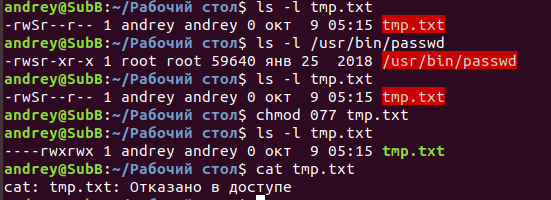 andrey@SubB:~/Рабочий стол$ ls -l tmp.txt
-rwSr--r-- 1 andrey andrey 0 окт  9 05:15 tmp.txt
andrey@SubB:~/Рабочий стол$ ls -l /usr/bin/passwd
-rwsr-xr-x 1 root root 59640 янв 25  2018 /usr/bin/passwd
andrey@SubB:~/Рабочий стол$ ls -l tmp.txt
-rwSr--r-- 1 andrey andrey 0 окт  9 05:15 tmp.txt
andrey@SubB:~/Рабочий стол$ chmod 077 tmp.txt
andrey@SubB:~/Рабочий стол$ ls -l tmp.txt
----rwxrwx 1 andrey andrey 0 окт  9 05:15 tmp.txt
andrey@SubB:~/Рабочий стол$ cat tmp.txt
cat: tmp.txt: Отказано в доступе